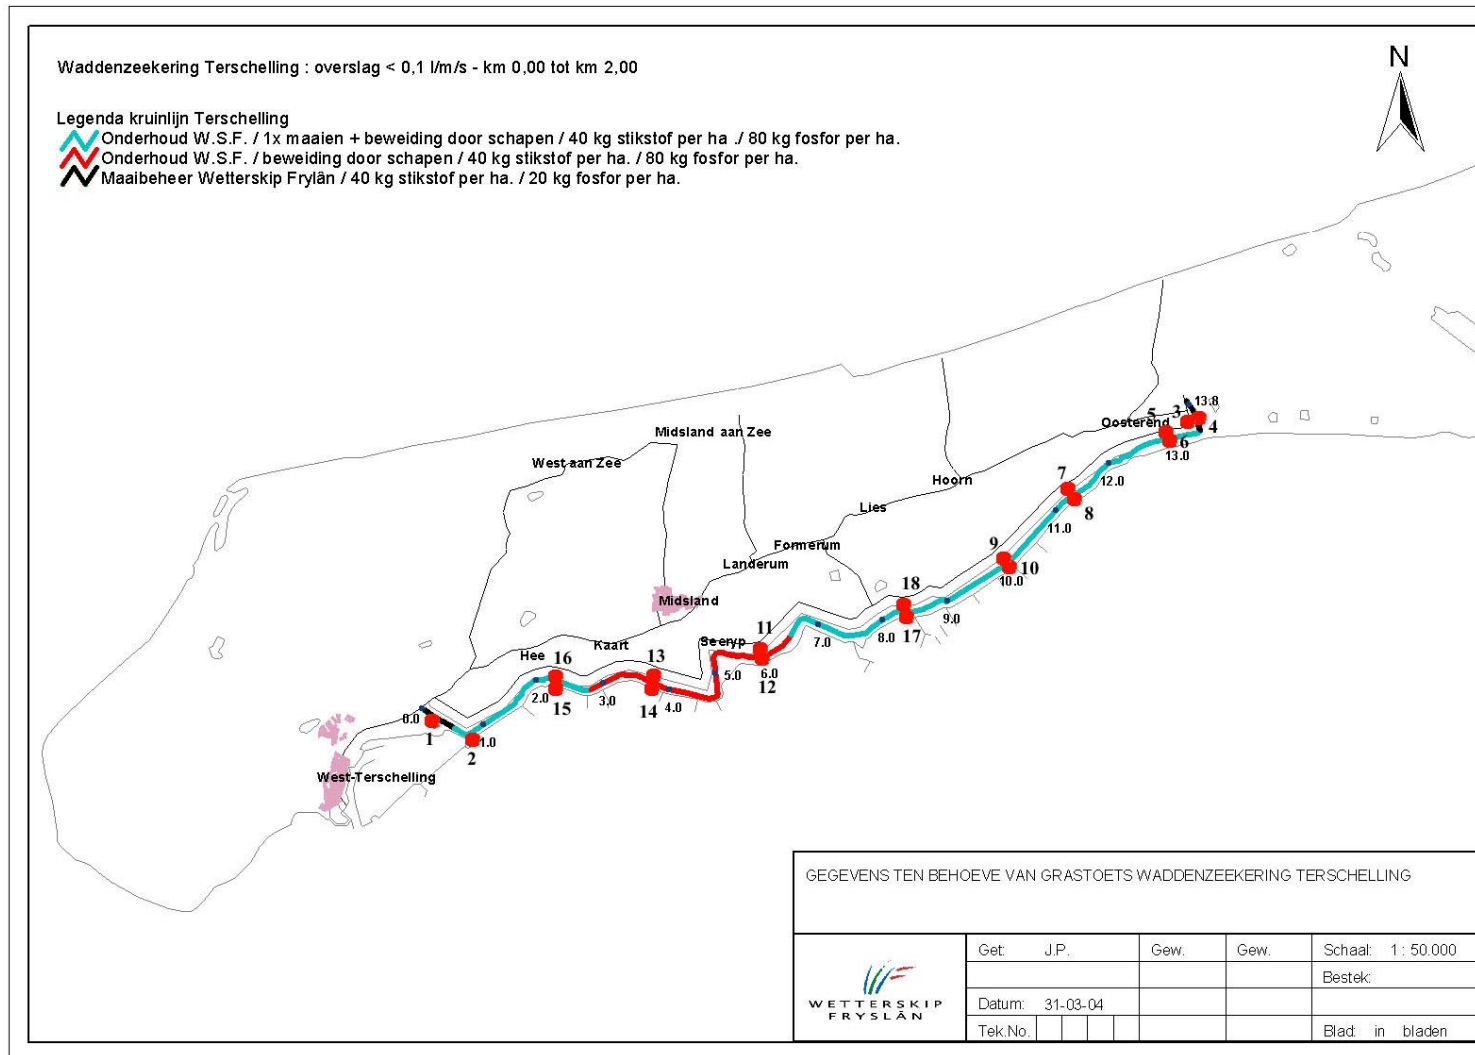 Waddenzeekering Terschelling : overslag < 0,1 l/m/s - km 0,00 tot km 2,00
N
Legenda kruinlijn Terschelling
Onderhoud W.S.F. / 1x maaien + beweiding door schapen / 40 kg stikstof per ha ./ 80 kg fosfor per ha.
Onderhoud W.S.F. / beweiding door schapen / 40 kg stikstof per ha. / 80 kg fosfor per ha.
Maaibeheer Wetterskip Frylân / 40 kg stikstof per ha. / 20 kg fosfor per ha.
13.8
5
3
Oosterend
4
6
13.0
Midsland aan Zee
West aan Zee
12.0
Hoorn
7
8
Lies
11.0
Formerum
9
Landerum
10
10.0
18
Midsland
9.0
17
8.0
11
7.0
Seeryp
Kaart
Hee
16
13
5.0
6.0
12
2.0
3.0
15
14
4.0
0.0
1
2
1.0
West-Terschelling
GEGEVENS TEN BEHOEVE VAN GRASTOETS WADDENZEEKERING TERSCHELLING
WETTERSKIP
FRYSLÂN
Get: J.P. Gew. Gew. Schaal: 1 : 50.000
Bestek:
Datum: 31-03-04
Tek.No. Blad: in bladen